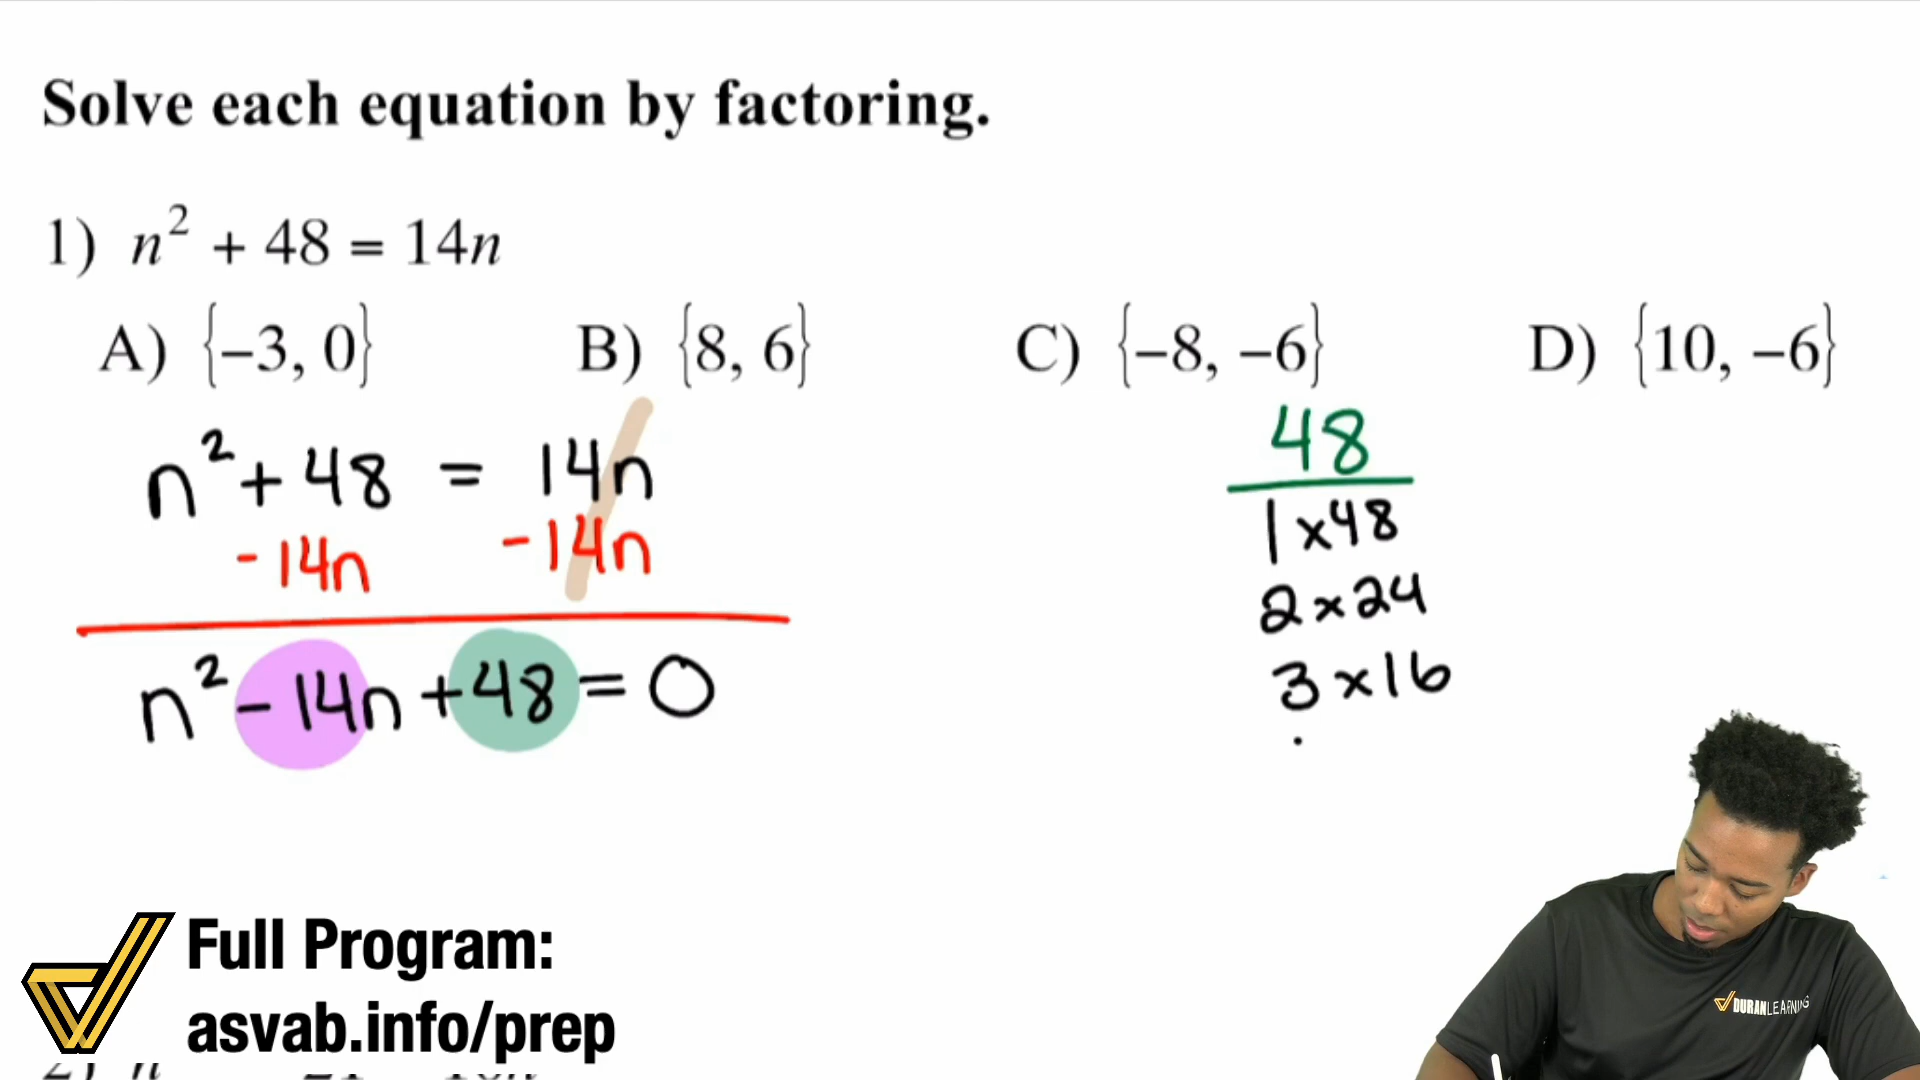 Solve each equation by factoring.
1) n² + 48 = 14n
A) {−3, 0} B) {8, 6} C) {−8, −6} D) {10, −6}
n² + 48 = 14n
-14n -14n
n² - 14n + 48 = 0
48
1 x 48
2 x 24
3 x 16
Full Program:
asvab.info/prep
DURAN LEARNING